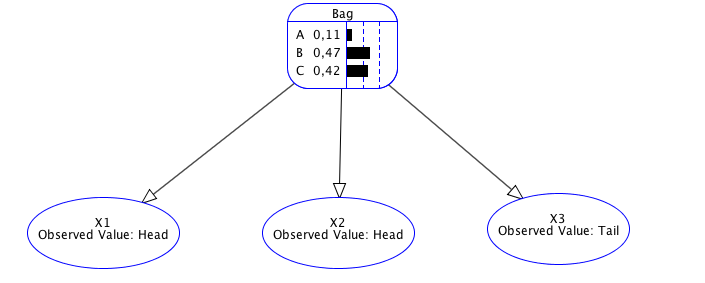 Bag
A 0,11
B 0,47
C 0,42
X1
Observed Value: Head
X2
Observed Value: Head
X3
Observed Value: Tail